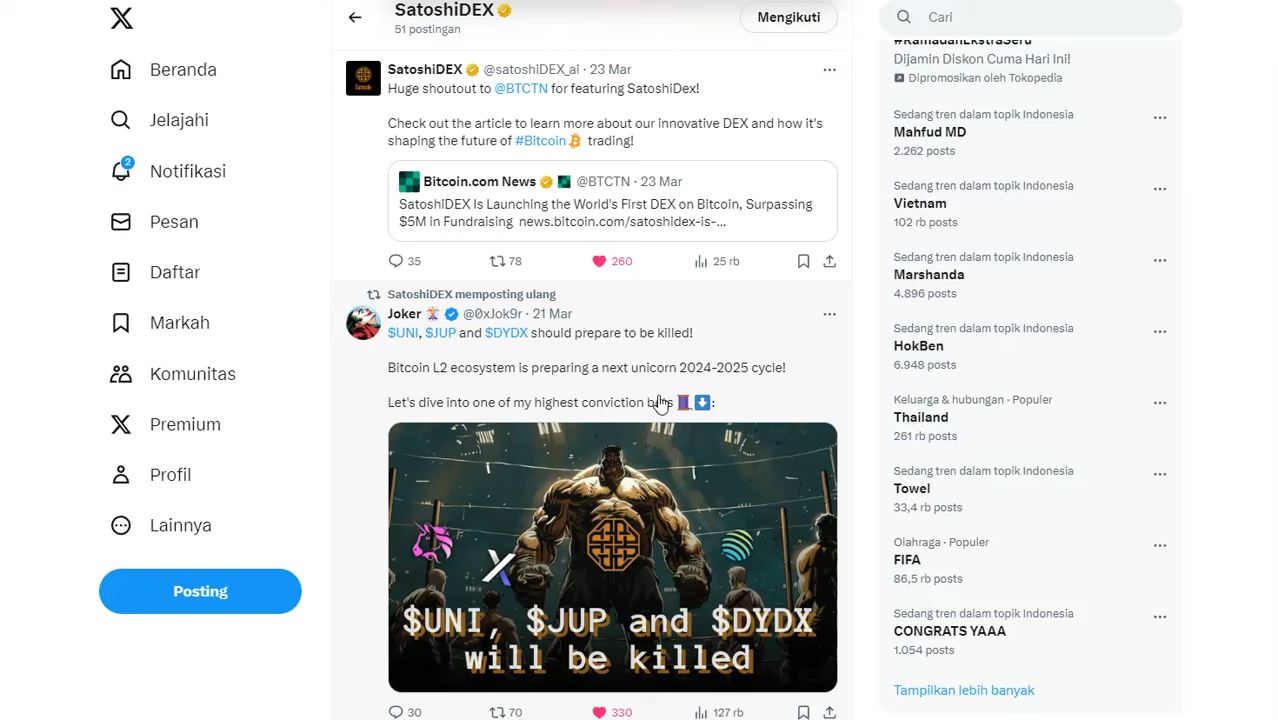 Beranda
Jelajahi
2
Notifikasi
Pesan
Daftar
Markah
Komunitas
Premium
Profil
Lainnya
Posting
SatoshiDEX
51 postingan
Mengikuti
Satoshi
SatoshiDEX @satoshiDEX_ai · 23 Mar
Huge shoutout to @BTCTN for featuring SatoshiDex!
Check out the article to learn more about our innovative DEX and how it's
shaping the future of #Bitcoin trading!
Bitcoin.com News @BTCTN · 23 Mar
SatoshiDEX Is Launching the World's First DEX on Bitcoin, Surpassing
$5M in Fundraising news.bitcoin.com/satoshidex-is-...
35 78 260 25 rb
SatoshiDEX memposting ulang
Joker @0xJok9r · 21 Mar
$UNI, $JUP and $DYDX should prepare to be killed!
Bitcoin L2 ecosystem is preparing a next unicorn 2024-2025 cycle!
Let's dive into one of my highest conviction :
$UNI, $JUP and $DYDX
will be killed
30 70 330 127 rb
Cari
#RamadanEkstraSeru
Dijamin Diskon Cuma Hari Ini!
Dipromosikan oleh Tokopedia
Sedang tren dalam topik Indonesia
Mahfud MD
2.262 posts
Sedang tren dalam topik Indonesia
Vietnam
102 rb posts
Sedang tren dalam topik Indonesia
Marshanda
4.896 posts
Sedang tren dalam topik Indonesia
HokBen
6.948 posts
Keluarga & hubungan · Populer
Thailand
261 rb posts
Sedang tren dalam topik Indonesia
Towel
33,4 rb posts
Olahraga · Populer
FIFA
86,5 rb posts
Sedang tren dalam topik Indonesia
CONGRATS YAAA
1.054 posts
Tampilkan lebih banyak